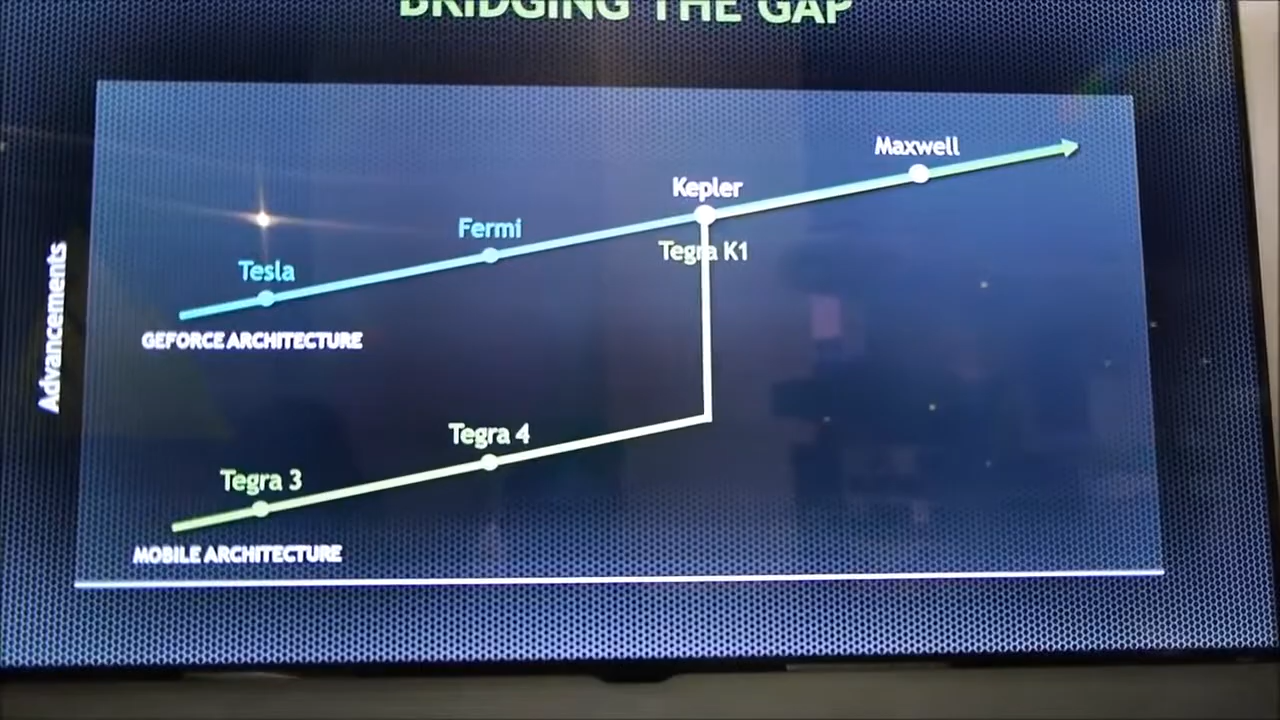 BRIDGING THE GAP
Maxwell
Kepler
Tegra K1
Fermi
Tesla
GEFORCE ARCHITECTURE
Advancements
Tegra 4
Tegra 3
MOBILE ARCHITECTURE